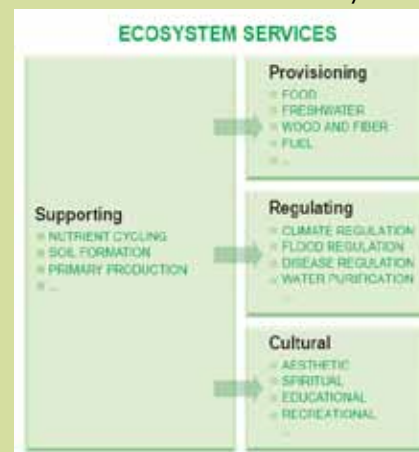 ECOSYSTEM SERVICES
Supporting
NUTRIENT CYCLING
SOIL FORMATION
PRIMARY PRODUCTION
...
Provisioning
FOOD
FRESHWATER
WOOD AND FIBER
FUEL
...
Regulating
CLIMATE REGULATION
FLOOD REGULATION
DISEASE REGULATION
WATER PURIFICATION
...
Cultural
AESTHETIC
SPIRITUAL
EDUCATIONAL
RECREATIONAL
...